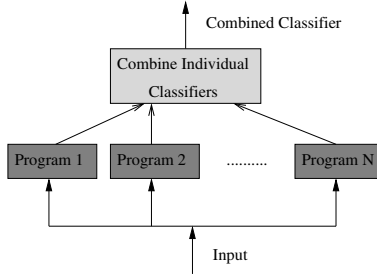 Combined Classifier
Combine Individual
Classifiers
Program 1 Program 2 .......... Program N
Input